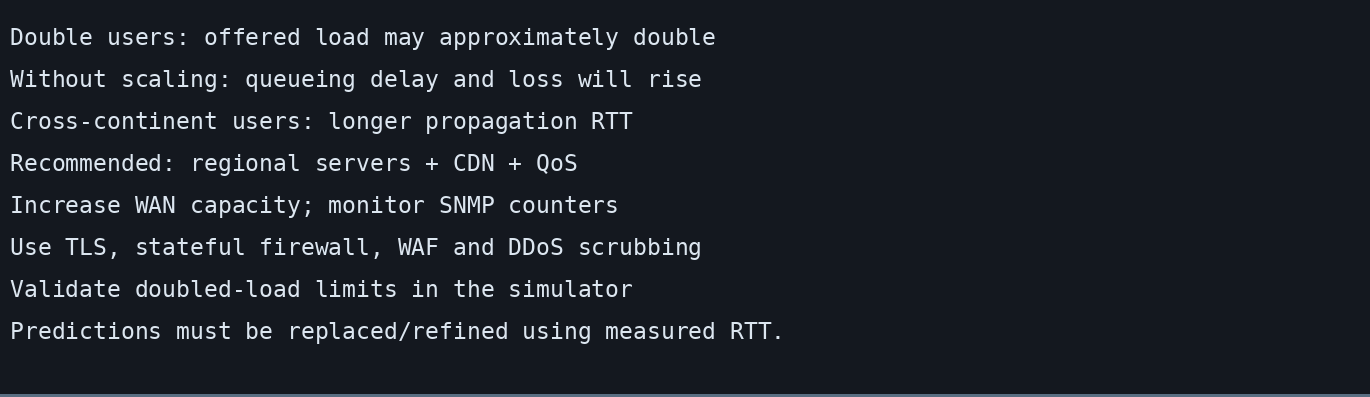 Double users: offered load may approximately double
Without scaling: queueing delay and loss will rise
Cross-continent users: longer propagation RTT
Recommended: regional servers + CDN + QoS
Increase WAN capacity; monitor SNMP counters
Use TLS, stateful firewall, WAF and DDoS scrubbing
Validate doubled-load limits in the simulator
Predictions must be replaced/refined using measured RTT.